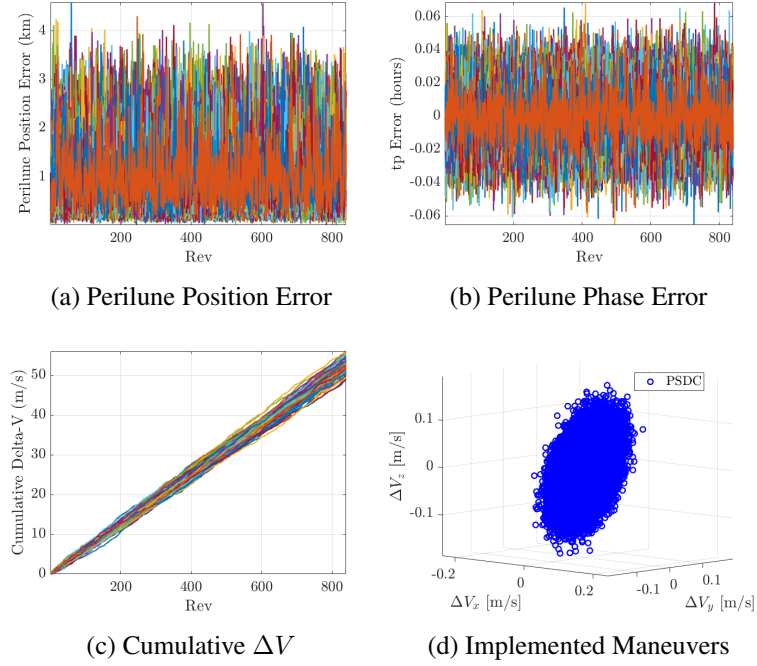 Perilune Position Error (km)
4
3
2
1
200
400
600
800
Rev
(a) Perilune Position Error
tp Error (hours)
0.06
0.04
0.02
0
-0.02
-0.04
-0.06
200
400
600
800
Rev
(b) Perilune Phase Error
Cumulative Delta-V (m/s)
50
40
30
20
10
0
200
400
600
800
Rev
(c) Cumulative ΔV
PSDC
ΔV_z [m/s]
0.1
0
-0.1
-0.2
0
0.2
ΔV_x [m/s]
-0.1
0
0.1
ΔV_y [m/s]
(d) Implemented Maneuvers